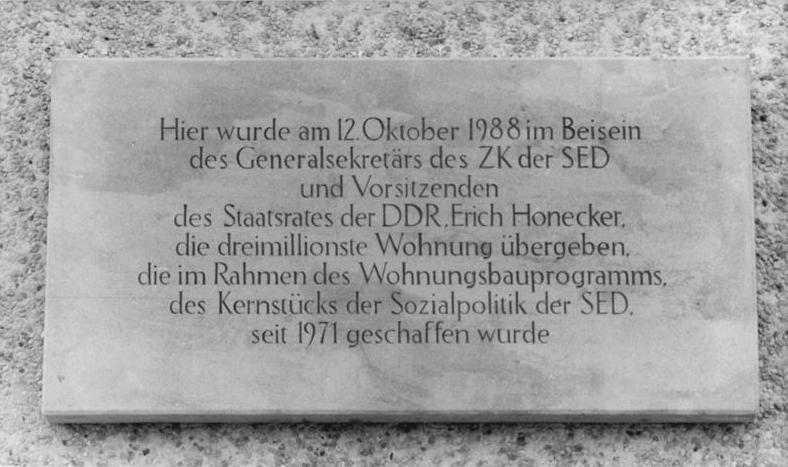 Hier wurde am 12.Oktober 1988 im Beisein
des Generalsekretärs des ZK der SED
und Vorsitzenden
des Staatsrates der DDR, Erich Honecker,
die dreimillionste Wohnung übergeben,
die im Rahmen des Wohnungsbauprogramms,
des Kernstücks der Sozialpolitik der SED,
seit 1971 geschaffen wurde